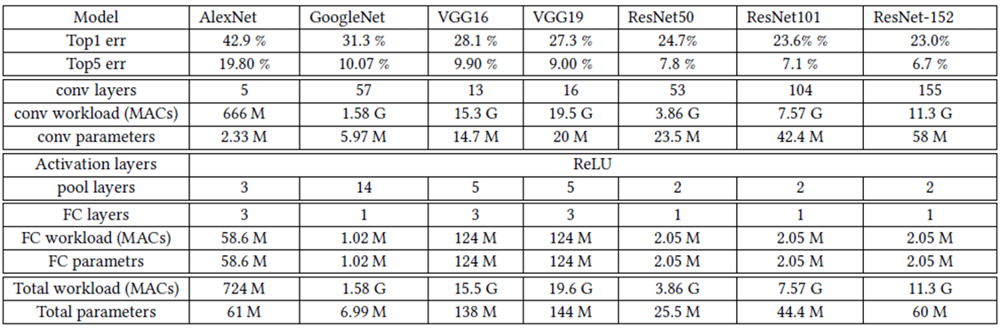 Model AlexNet GoogleNet VGG16 VGG19 ResNet50 ResNet101 ResNet-152
Top1 err 42.9 % 31.3 % 28.1 % 27.3 % 24.7% 23.6% % 23.0%
Top5 err 19.80 % 10.07 % 9.90 % 9.00 % 7.8 % 7.1 % 6.7 %
conv layers 5 57 13 16 53 104 155
conv workload (MACs) 666 M 1.58 G 15.3 G 19.5 G 3.86 G 7.57 G 11.3 G
conv parameters 2.33 M 5.97 M 14.7 M 20 M 23.5 M 42.4 M 58 M
Activation layers ReLU
pool layers 3 14 5 5 2 2 2
FC layers 3 1 3 3 1 1 1
FC workload (MACs) 58.6 M 1.02 M 124 M 124 M 2.05 M 2.05 M 2.05 M
FC parametrs 58.6 M 1.02 M 124 M 124 M 2.05 M 2.05 M 2.05 M
Total workload (MACs) 724 M 1.58 G 15.5 G 19.6 G 3.86 G 7.57 G 11.3 G
Total parameters 61 M 6.99 M 138 M 144 M 25.5 M 44.4 M 60 M